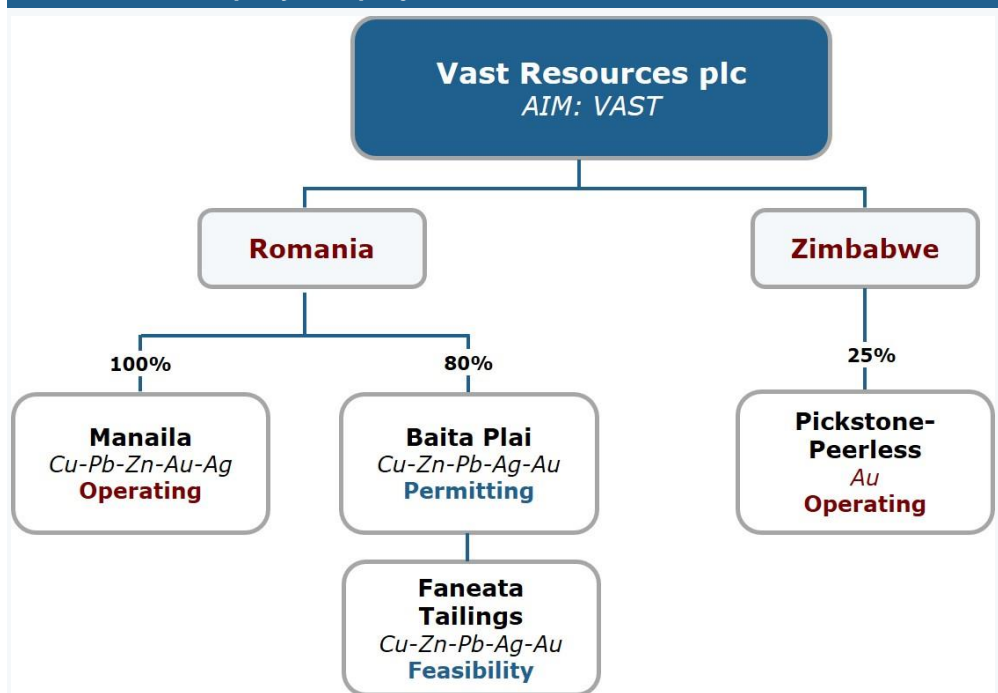 Vast Resources plc
AIM: VAST
Romania
Zimbabwe
100%
80%
25%
Manaila
Cu-Pb-Zn-Au-Ag
Operating
Baita Plai
Cu-Zn-Pb-Ag-Au
Permitting
Pickstone-
Peerless
Au
Operating
Faneata
Tailings
Cu-Zn-Pb-Ag-Au
Feasibility